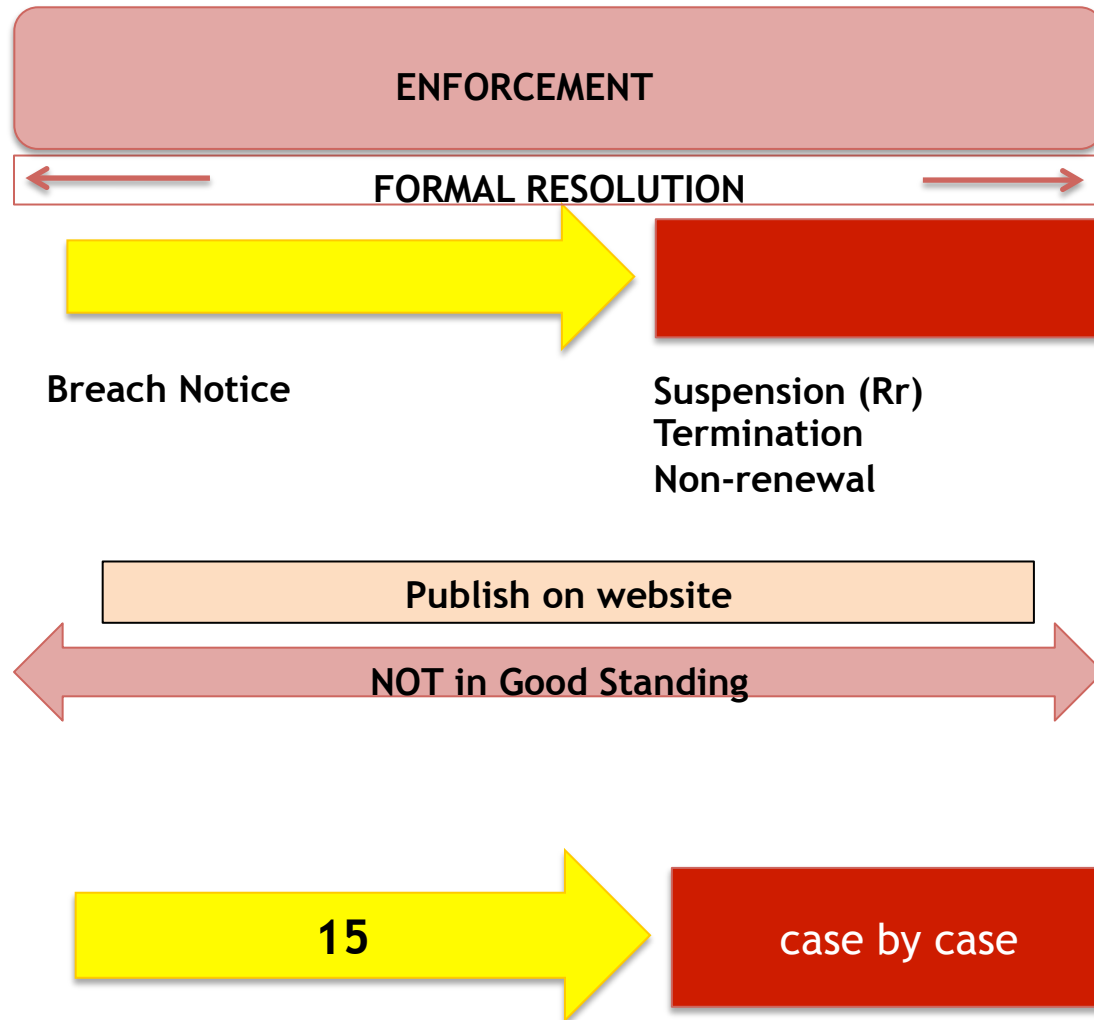 ENFORCEMENT
FORMAL RESOLUTION
Breach Notice
Suspension (Rr)
Termination
Non-renewal
Publish on website
NOT in Good Standing
15
case by case